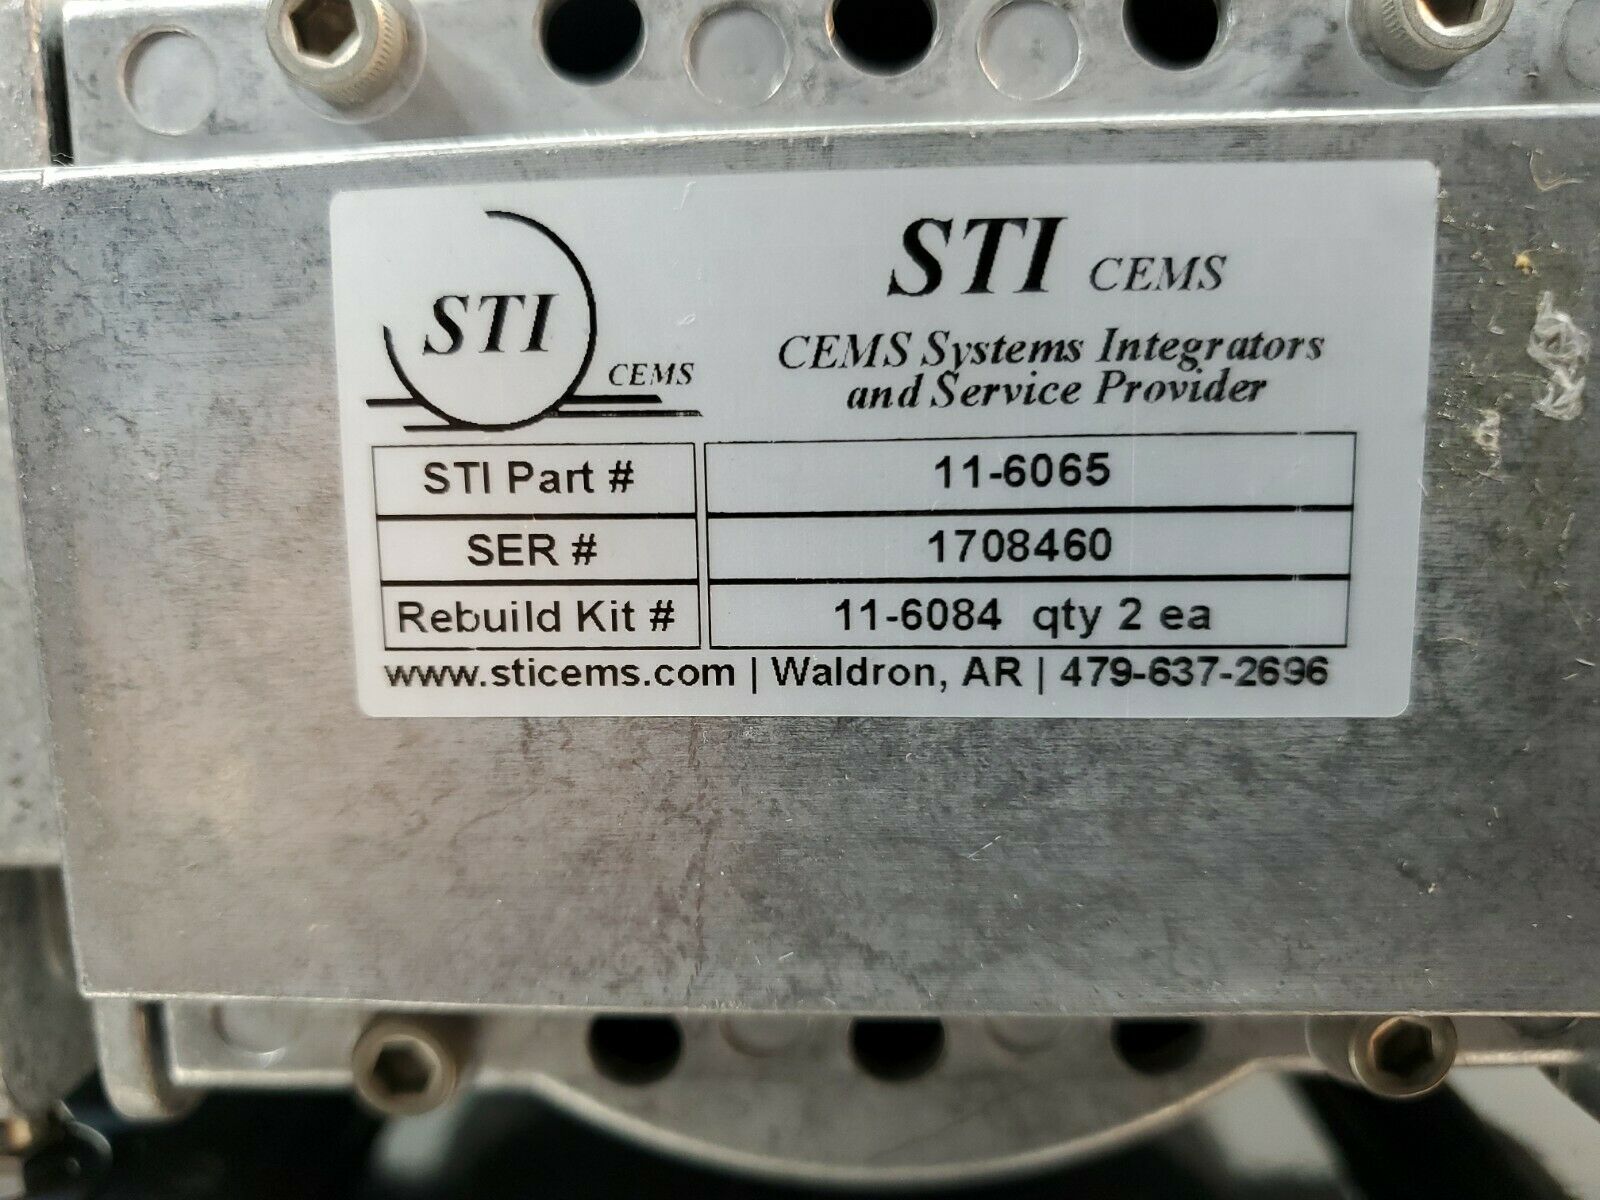 STI
CEMS
STI CEMS
CEMS Systems Integrators
and Service Provider
STI Part # 11-6065
SER # 1708460
Rebuild Kit # 11-6084 qty 2 ea
www.sticems.com | Waldron, AR | 479-637-2696